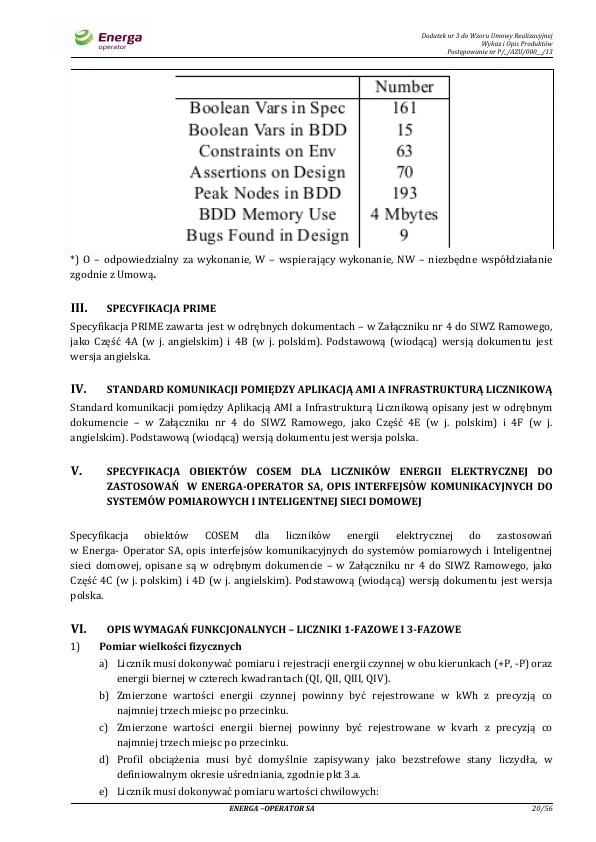 Energa
operator
Dodatek nr 3 do Wzoru Umowy Realizacyjnej
Wykaz i Opis Produktów
Postępowanie nr P/_/AZU/000__/13
Number
Boolean Vars in Spec 161
Boolean Vars in BDD 15
Constraints on Env 63
Assertions on Design 70
Peak Nodes in BDD 193
BDD Memory Use 4 Mbytes
Bugs Found in Design 9
*) O – odpowiedzialny za wykonanie, W – wspierający wykonanie, NW – niezbędne współdziałanie
zgodnie z Umową.
III. SPECYFIKACJA PRIME
Specyfikacja PRIME zawarta jest w odrębnych dokumentach – w Załączniku nr 4 do SIWZ Ramowego,
jako Część 4A (w j. angielskim) i 4B (w j. polskim). Podstawową (wiodącą) wersją dokumentu jest
wersja angielska.
IV. STANDARD KOMUNIKACJI POMIĘDZY APLIKACJĄ AMI A INFRASTRUKTURĄ LICZNIKOWĄ
Standard komunikacji pomiędzy Aplikacją AMI a Infrastrukturą Licznikową opisany jest w odrębnym
dokumencie – w Załączniku nr 4 do SIWZ Ramowego, jako Część 4E (w j. polskim) i 4F (w j.
angielskim). Podstawową (wiodącą) wersją dokumentu jest wersja polska.
V. SPECYFIKACJA OBIEKTÓW COSEM DLA LICZNIKÓW ENERGII ELEKTRYCZNEJ DO
ZASTOSOWAŃ W ENERGA-OPERATOR SA, OPIS INTERFEJSÓW KOMUNIKACYJNYCH DO
SYSTEMÓW POMIAROWYCH I INTELIGENTNEJ SIECI DOMOWEJ
Specyfikacja obiektów COSEM dla liczników energii elektrycznej do zastosowań
w Energa- Operator SA, opis interfejsów komunikacyjnych do systemów pomiarowych i Inteligentnej
sieci domowej, opisane są w odrębnym dokumencie – w Załączniku nr 4 do SIWZ Ramowego, jako
Część 4C (w j. polskim) i 4D (w j. angielskim). Podstawową (wiodącą) wersją dokumentu jest wersja
polska.
VI. OPIS WYMAGAŃ FUNKCJONALNYCH – LICZNIKI 1-FAZOWE I 3-FAZOWE
1) Pomiar wielkości fizycznych
a) Licznik musi dokonywać pomiaru i rejestracji energii czynnej w obu kierunkach (+P, -P) oraz
energii biernej w czterech kwadrantach (QI, QII, QIII, QIV).
b) Zmierzone wartości energii czynnej powinny być rejestrowane w kWh z precyzją co
najmniej trzech miejsc po przecinku.
c) Zmierzone wartości energii biernej powinny być rejestrowane w kvarh z precyzją co
najmniej trzech miejsc po przecinku.
d) Profil obciążenia musi być domyślnie zapisywany jako bezstrefowe stany liczydła, w
definiowalnym okresie uśredniania, zgodnie pkt 3.a.
e) Licznik musi dokonywać pomiaru wartości chwilowych:
ENERGA –OPERATOR SA 20/56